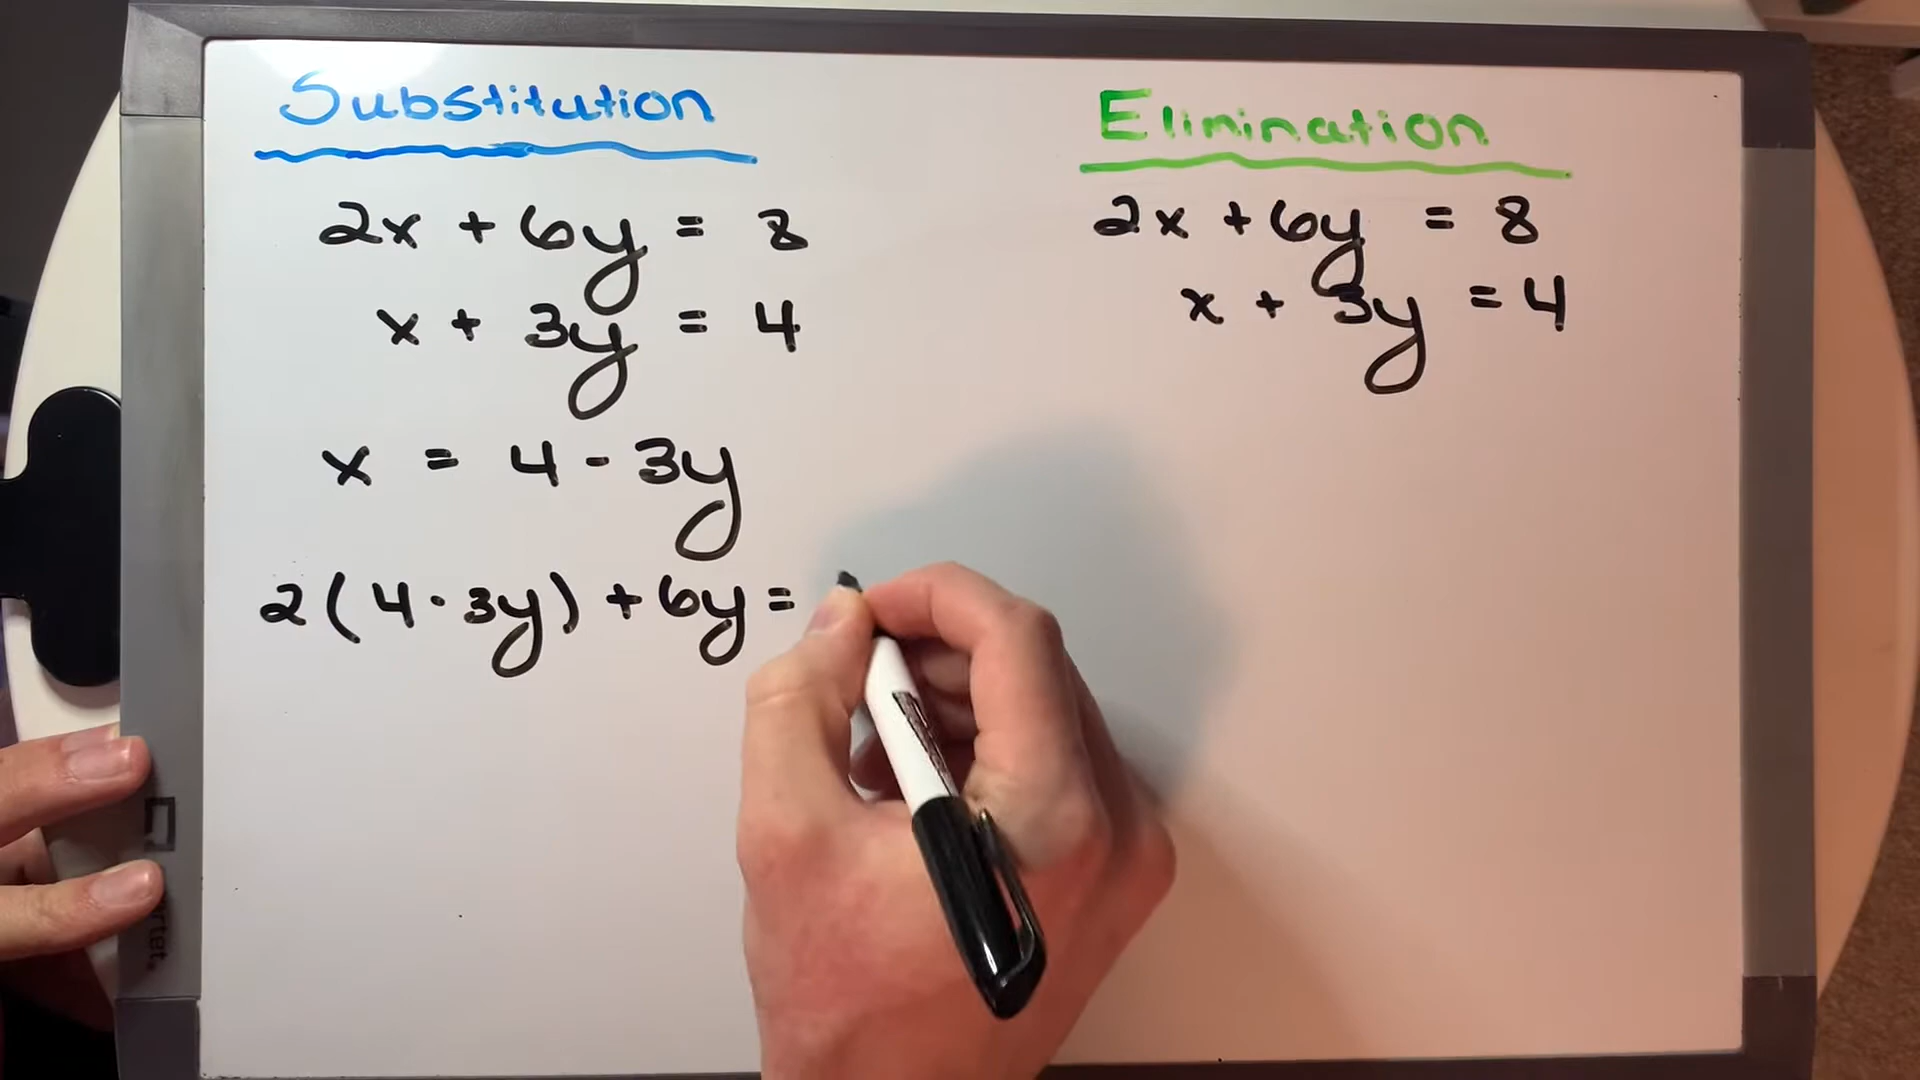 Substitution
2x + 6y = 8
x + 3y = 4
x = 4 - 3y
2(4-3y) + 6y =
Elimination
2x + 6y = 8
x + 3y = 4